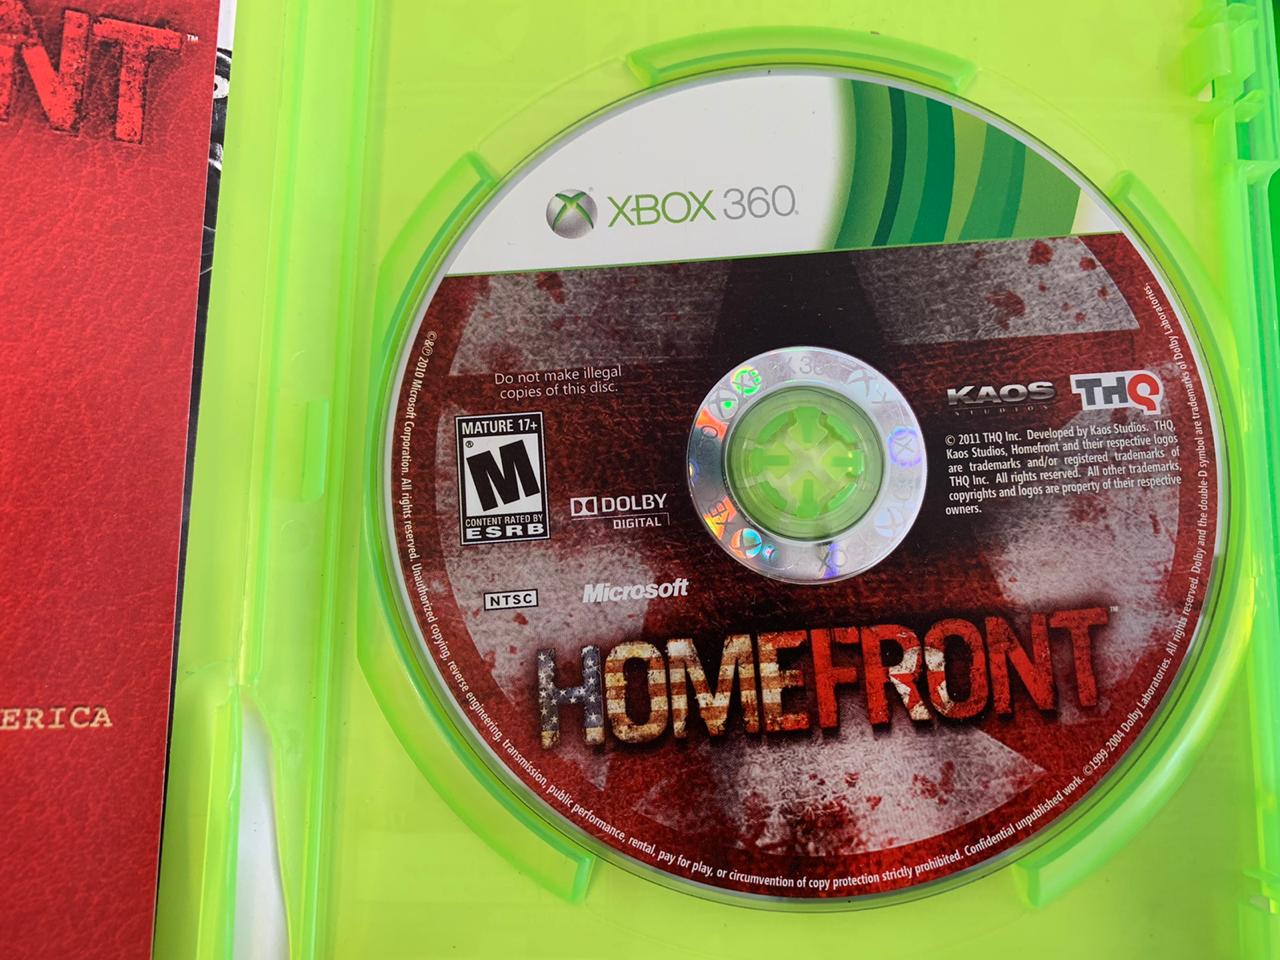 NT™
ERICA
XBOX 360®
Do not make illegal
copies of this disc.
MATURE 17+
M®
CONTENT RATED BY
ESRB
DOLBY
DIGITAL
NTSC
Microsoft
KAOS
STUDIOS
THQ
© 2011 THQ Inc. Developed by Kaos Studios. THQ,
Kaos Studios, Homefront and their respective logos
are trademarks and/or registered trademarks of
THQ Inc. All rights reserved. All other trademarks,
copyrights and logos are property of their respective
owners.
HOMEFRONT™
©&℗ 2010 Microsoft Corporation. All rights reserved. Unauthorized copying, reverse engineering, transmission, public performance, rental, pay for play, or circumvention of copy protection strictly prohibited. Confidential unpublished work. ©1999-2004 Dolby Laboratories. All rights reserved. Dolby and the double-D symbol are trademarks of Dolby Laboratories.